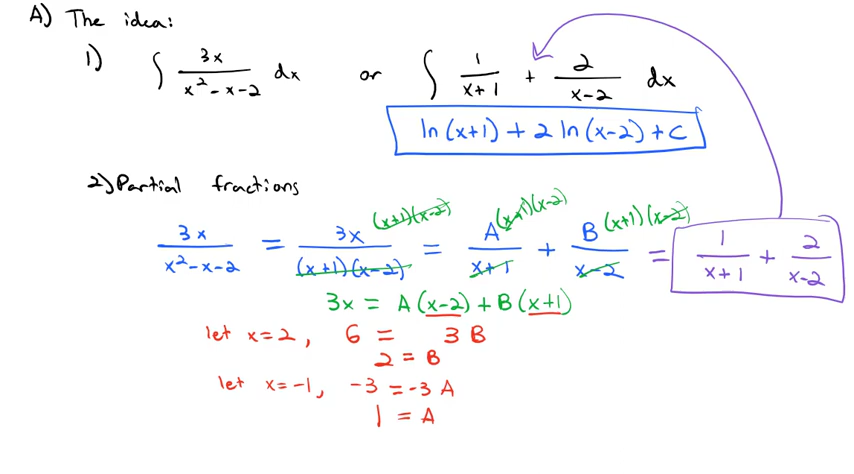 A) The idea:
1) ∫ 3x/(x² - x - 2) dx or ∫ 1/(x+1) + 2/(x-2) dx
ln(x+1) + 2 ln(x-2) + C
2) Partial fractions
3x/(x² - x - 2) = 3x (x+1)(x-2)/((x+1)(x-2)) = A (x+1)(x-2)/(x+1) + B (x+1)(x-2)/(x-2) = 1/(x+1) + 2/(x-2)
3x = A(x-2) + B(x+1)
let x=2, 6 = 3B
2 = B
let x=-1, -3 = -3A
1 = A